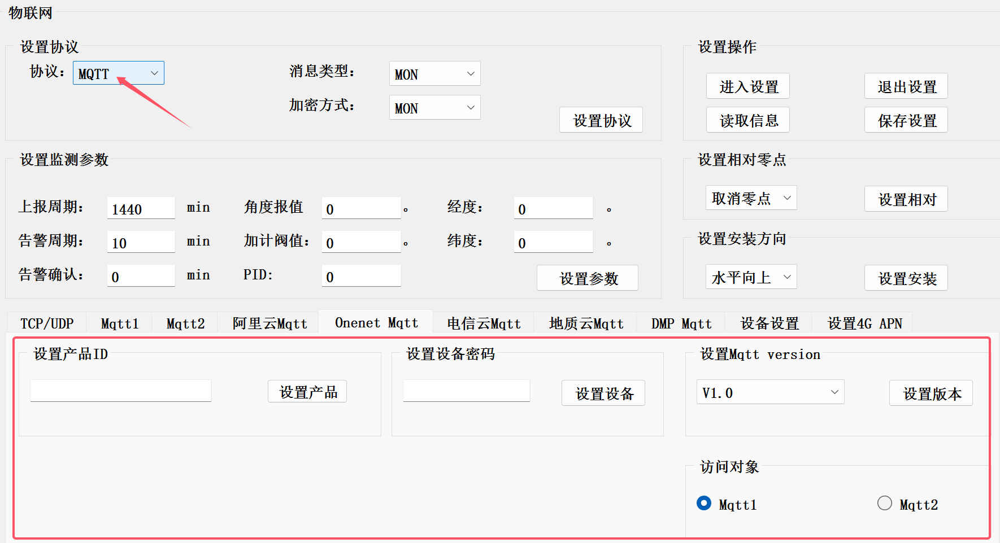 物联网
设置协议
协议： MQTT
消息类型： MON
加密方式： MON
设置协议
设置操作
进入设置 退出设置
读取信息 保存设置
设置监测参数
上报周期： 1440 min 角度报值 0 。 经度： 0 。
告警周期： 10 min 加计阀值： 0 。 纬度： 0 。
告警确认： 0 min PID: 0 设置参数
设置相对零点
取消零点 设置相对
设置安装方向
水平向上 设置安装
TCP/UDP Mqtt1 Mqtt2 阿里云Mqtt Onenet Mqtt 电信云Mqtt 地质云Mqtt DMP Mqtt 设备设置 设置4G APN
设置产品ID
设置产品
设置设备密码
设置设备
设置Mqtt version
V1.0 设置版本
访问对象
Mqtt1 Mqtt2